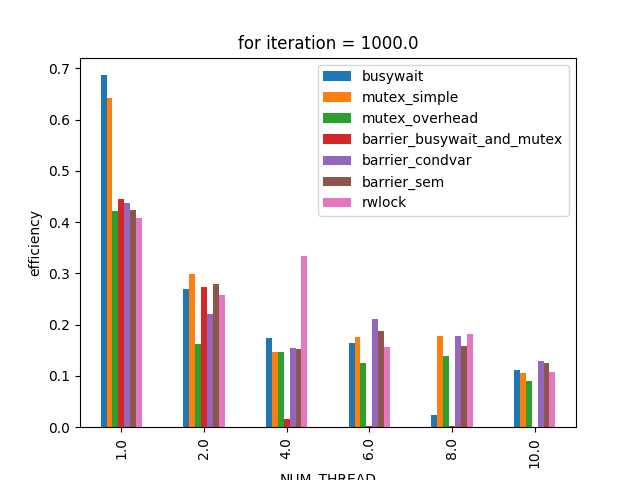 for iteration = 1000.0
efficiency
0.7
0.6
0.5
0.4
0.3
0.2
0.1
0.0
busywait
mutex_simple
mutex_overhead
barrier_busywait_and_mutex
barrier_condvar
barrier_sem
rwlock
1.0
2.0
4.0
6.0
8.0
10.0
NUM_THREAD